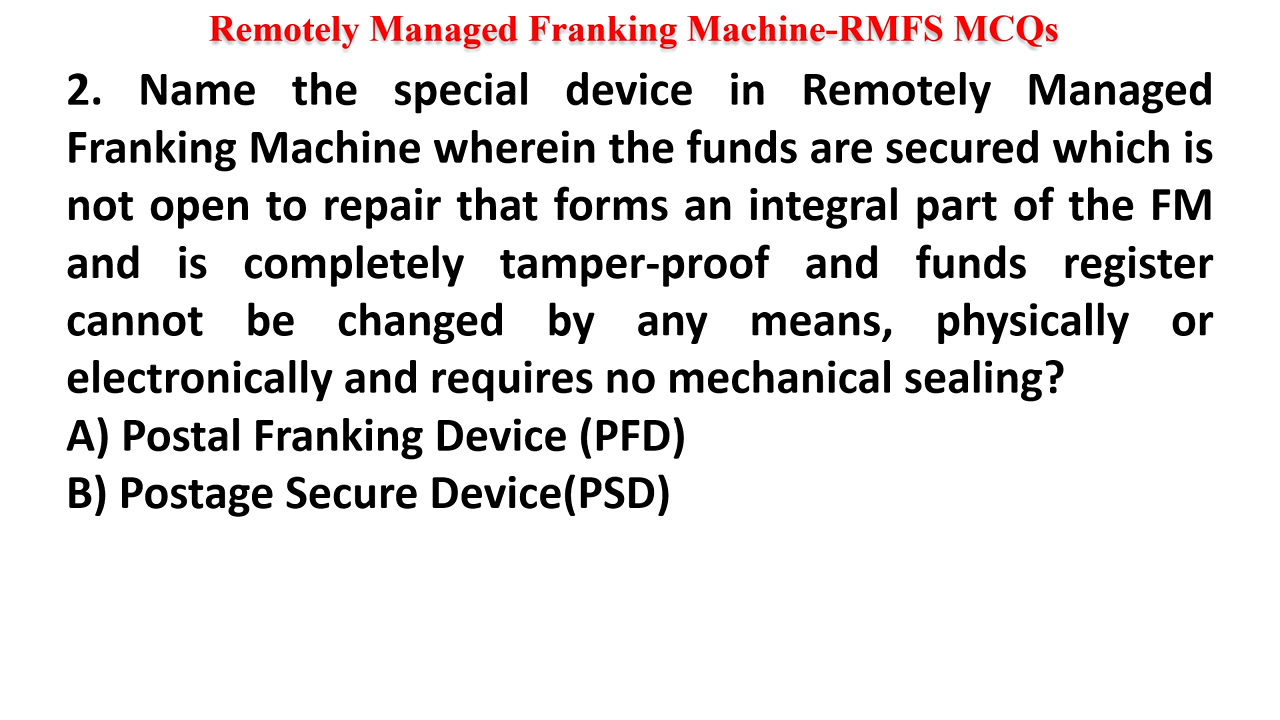 Remotely Managed Franking Machine-RMFS MCQs
2. Name the special device in Remotely Managed
Franking Machine wherein the funds are secured which is
not open to repair that forms an integral part of the FM
and is completely tamper-proof and funds register
cannot be changed by any means, physically or
electronically and requires no mechanical sealing?
A) Postal Franking Device (PFD)
B) Postage Secure Device(PSD)